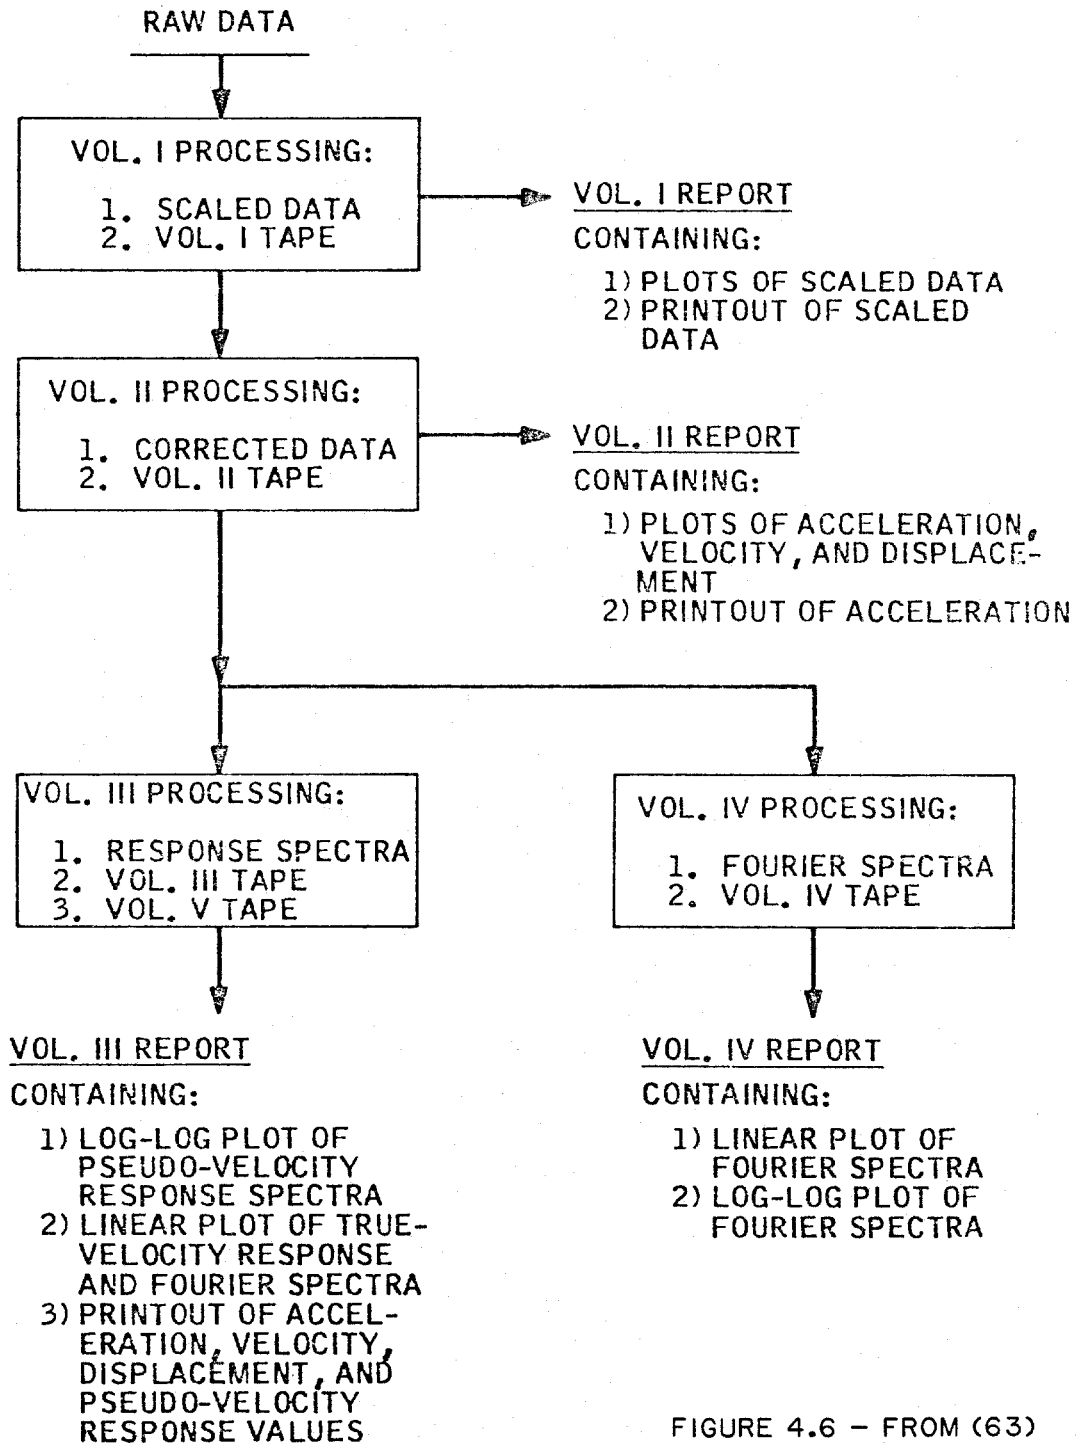 RAW DATA
VOL. I PROCESSING:
1. SCALED DATA
2. VOL. I TAPE
VOL. I REPORT
CONTAINING:
1) PLOTS OF SCALED DATA
2) PRINTOUT OF SCALED
DATA
VOL. II PROCESSING:
1. CORRECTED DATA
2. VOL. II TAPE
VOL. II REPORT
CONTAINING:
1) PLOTS OF ACCELERATION,
VELOCITY, AND DISPLACE-
MENT
2) PRINTOUT OF ACCELERATION
VOL. III PROCESSING:
1. RESPONSE SPECTRA
2. VOL. III TAPE
3. VOL. V TAPE
VOL. IV PROCESSING:
1. FOURIER SPECTRA
2. VOL. IV TAPE
VOL. III REPORT
CONTAINING:
1) LOG-LOG PLOT OF
PSEUDO-VELOCITY
RESPONSE SPECTRA
2) LINEAR PLOT OF TRUE-
VELOCITY RESPONSE
AND FOURIER SPECTRA
3) PRINTOUT OF ACCEL-
ERATION, VELOCITY,
DISPLACEMENT, AND
PSEUDO-VELOCITY
RESPONSE VALUES
VOL. IV REPORT
CONTAINING:
1) LINEAR PLOT OF
FOURIER SPECTRA
2) LOG-LOG PLOT OF
FOURIER SPECTRA
FIGURE 4.6 – FROM (63)